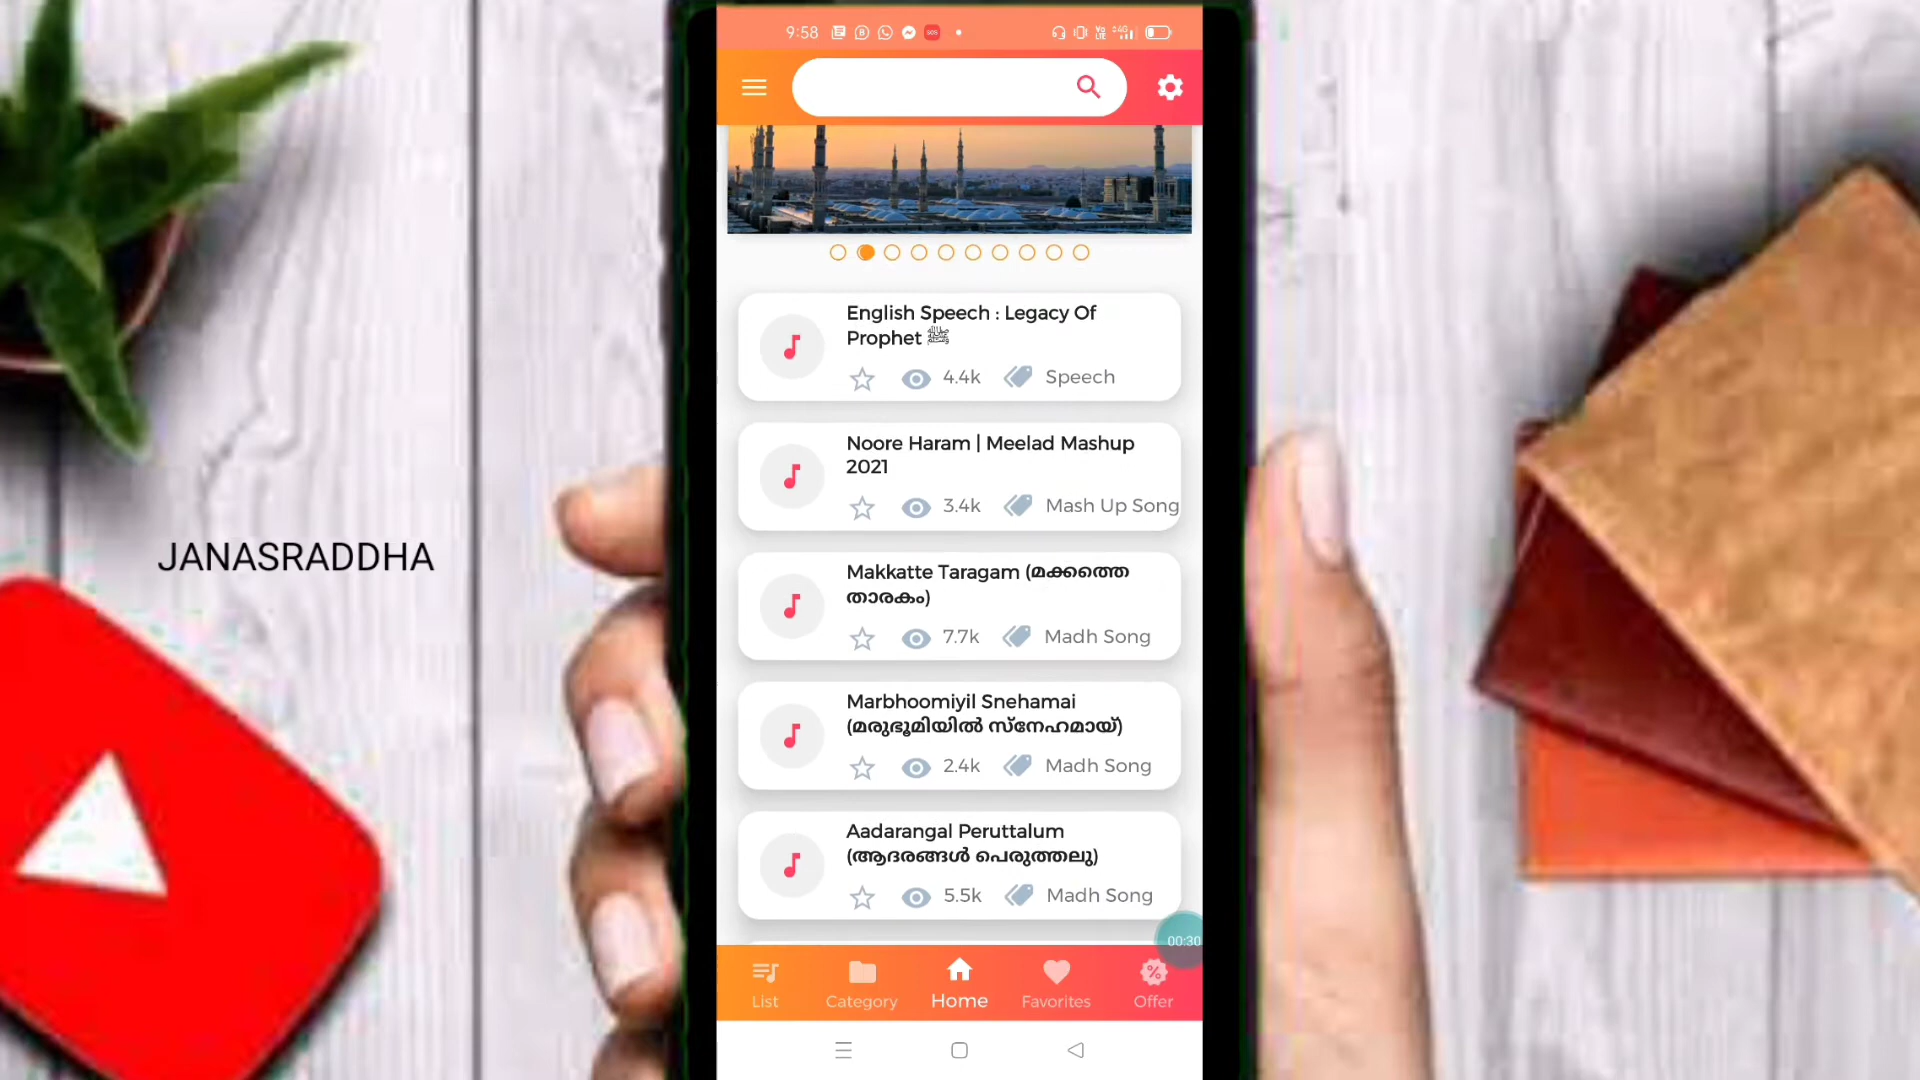 9:58
English Speech : Legacy Of
Prophet ﷺ
4.4k Speech
Noore Haram | Meelad Mashup
2021
3.4k Mash Up Song
Makkatte Taragam (മക്കത്തെ
താരകം)
7.7k Madh Song
JANASRADDHA
Marbhoomiyil Snehamai
(മരുഭൂമിയിൽ സ്നേഹമായ്)
2.4k Madh Song
Aadarangal Peruttalum
(ആദരങ്ങൾ പെരുത്തലു)
5.5k Madh Song
00:30
List Category Home Favorites Offer